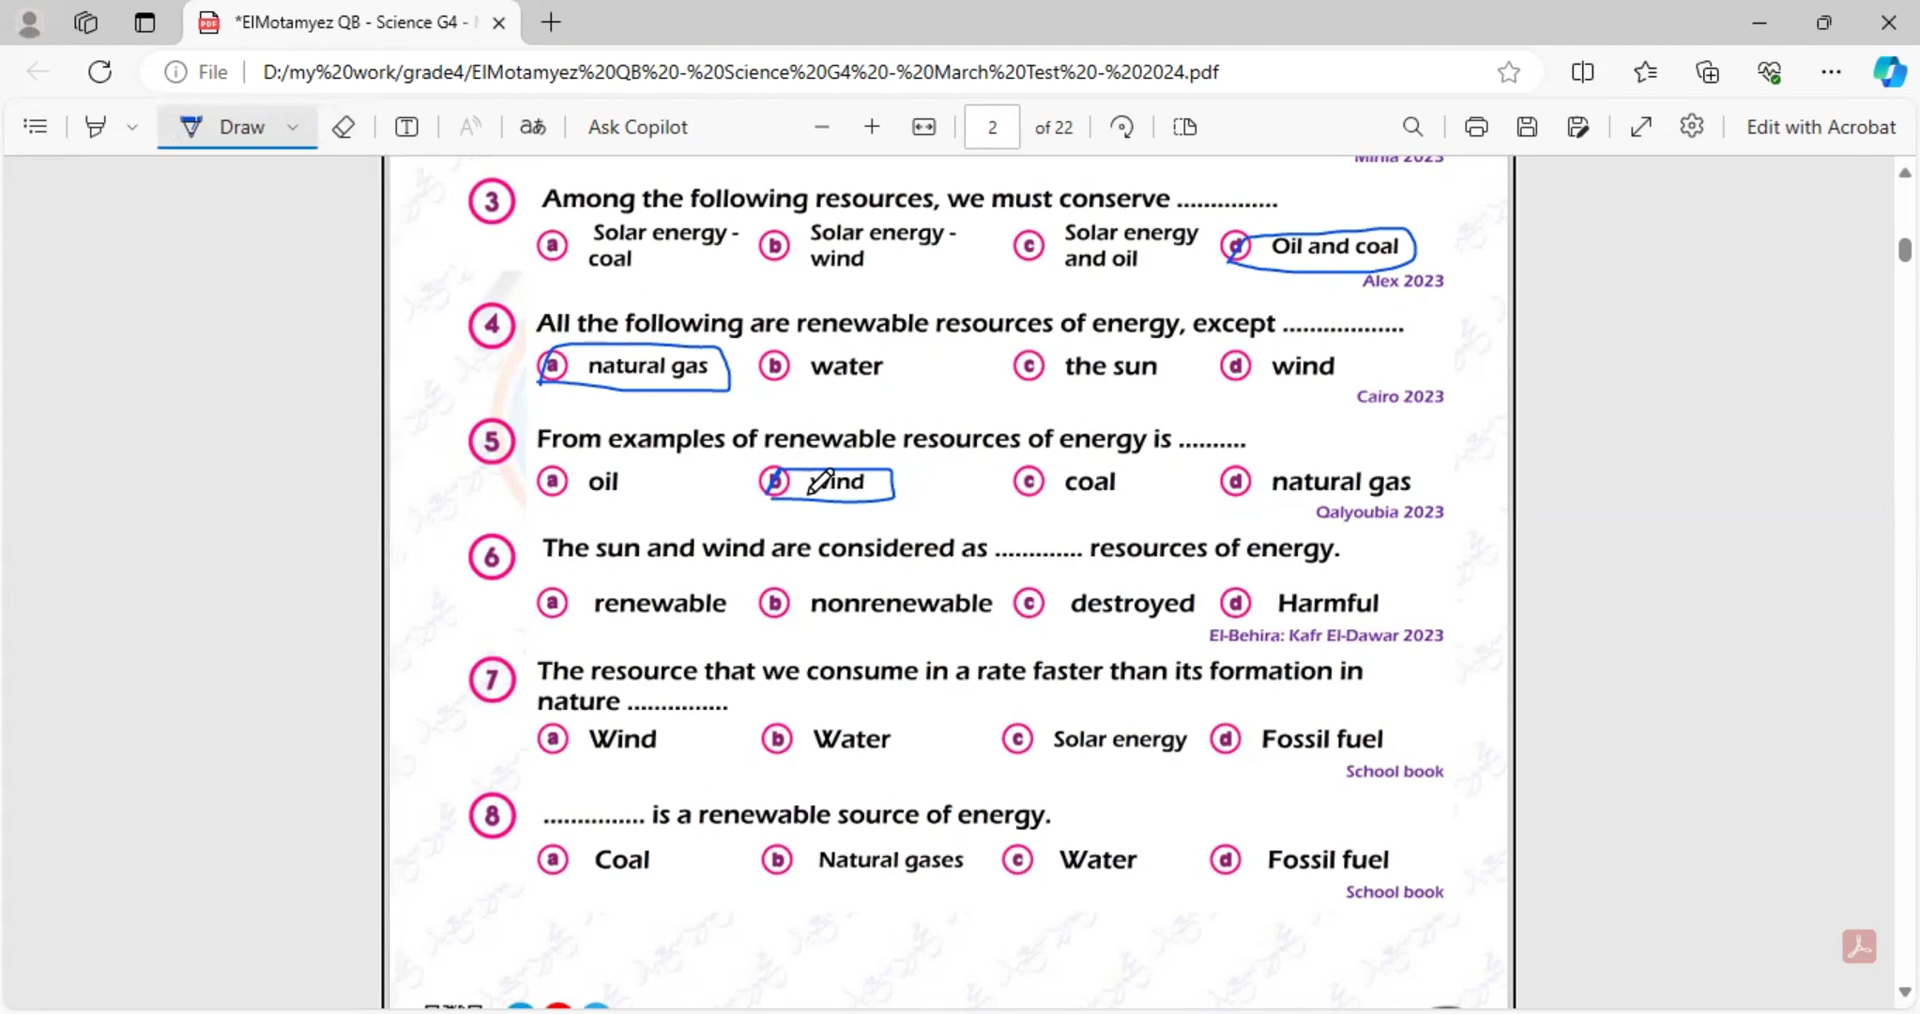 *ElMotamyez QB - Science G4 -
File
D:/my%20work/grade4/ElMotamyez%20QB%20-%20Science%20G4%20-%20March%20Test%20-%202024.pdf
Draw
Ask Copilot
2
of 22
Edit with Acrobat
Minia 2023
3 Among the following resources, we must conserve ...............
a Solar energy - coal b Solar energy - wind c Solar energy and oil d Oil and coal
Alex 2023
4 All the following are renewable resources of energy, except ..................
a natural gas b water c the sun d wind
Cairo 2023
5 From examples of renewable resources of energy is ..........
a oil b wind c coal d natural gas
Qalyoubia 2023
6 The sun and wind are considered as ............. resources of energy.
a renewable b nonrenewable c destroyed d Harmful
El-Behira: Kafr El-Dawar 2023
7 The resource that we consume in a rate faster than its formation in
nature ...............
a Wind b Water c Solar energy d Fossil fuel
School book
8 ............... is a renewable source of energy.
a Coal b Natural gases c Water d Fossil fuel
School book